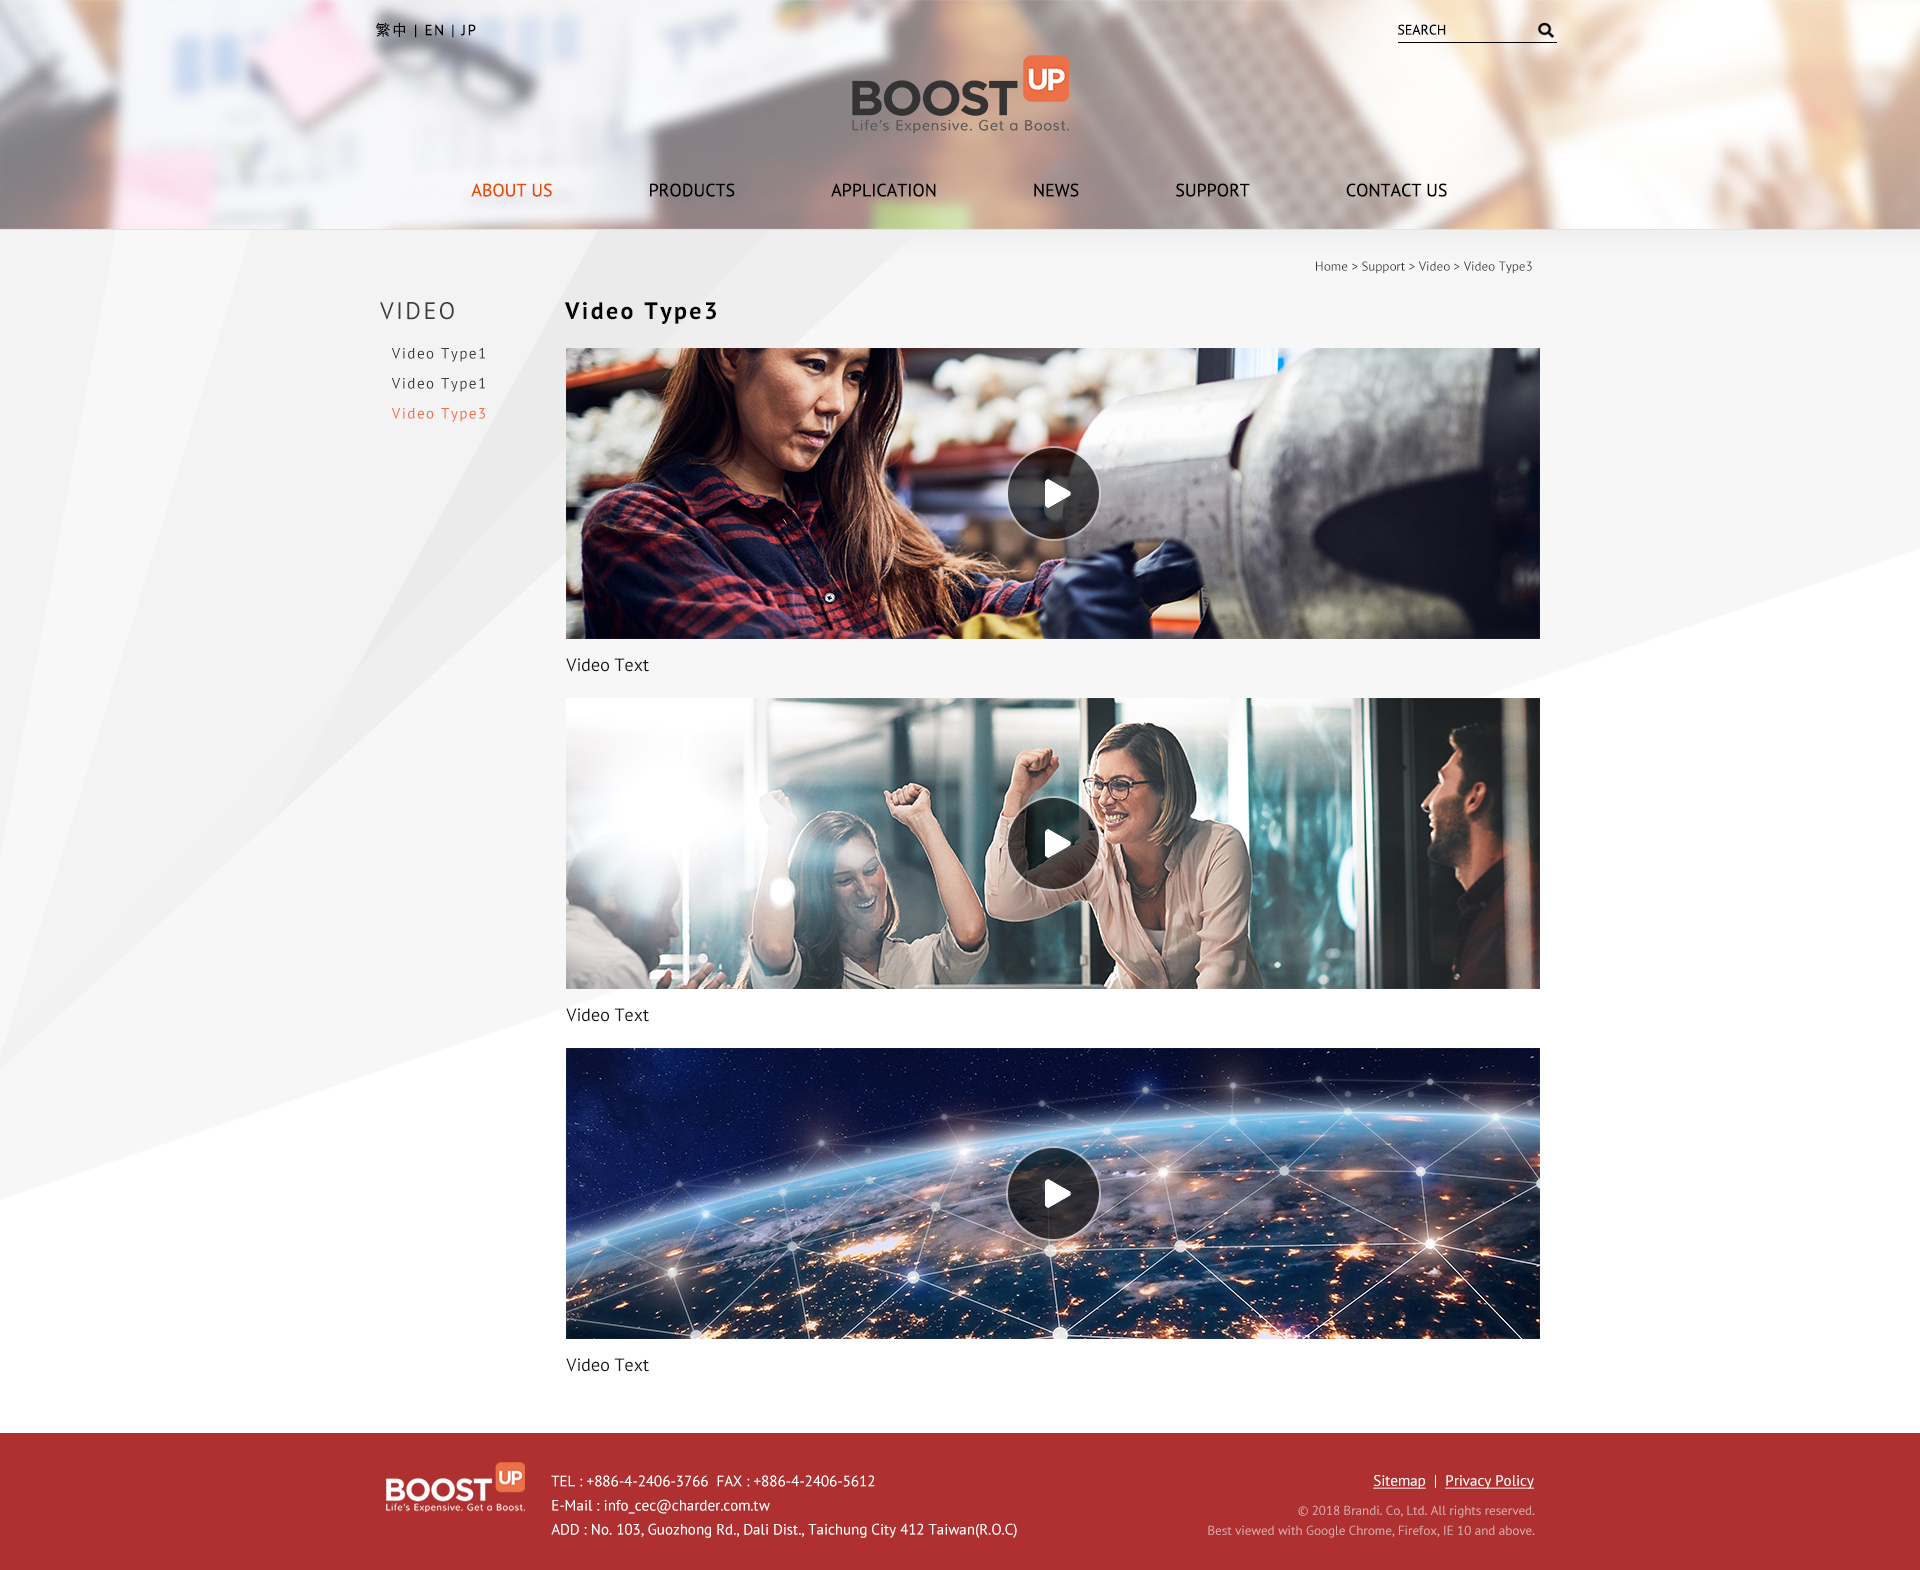 繁中 | EN | JP
SEARCH
BOOST UP
Life's Expensive. Get a Boost.
ABOUT US
PRODUCTS
APPLICATION
NEWS
SUPPORT
CONTACT US
Home > Support > Video > Video Type3
VIDEO
Video Type1
Video Type1
Video Type3
Video Type3
Video Text
Video Text
Video Text
BOOST UP
Life's Expensive. Get a Boost.
TEL : +886-4-2406-3766 FAX : +886-4-2406-5612
E-Mail : info_cec@charder.com.tw
ADD : No. 103, Guozhong Rd., Dali Dist., Taichung City 412 Taiwan(R.O.C)
Sitemap | Privacy Policy
© 2018 Brandi. Co, Ltd. All rights reserved.
Best viewed with Google Chrome, Firefox, IE 10 and above.